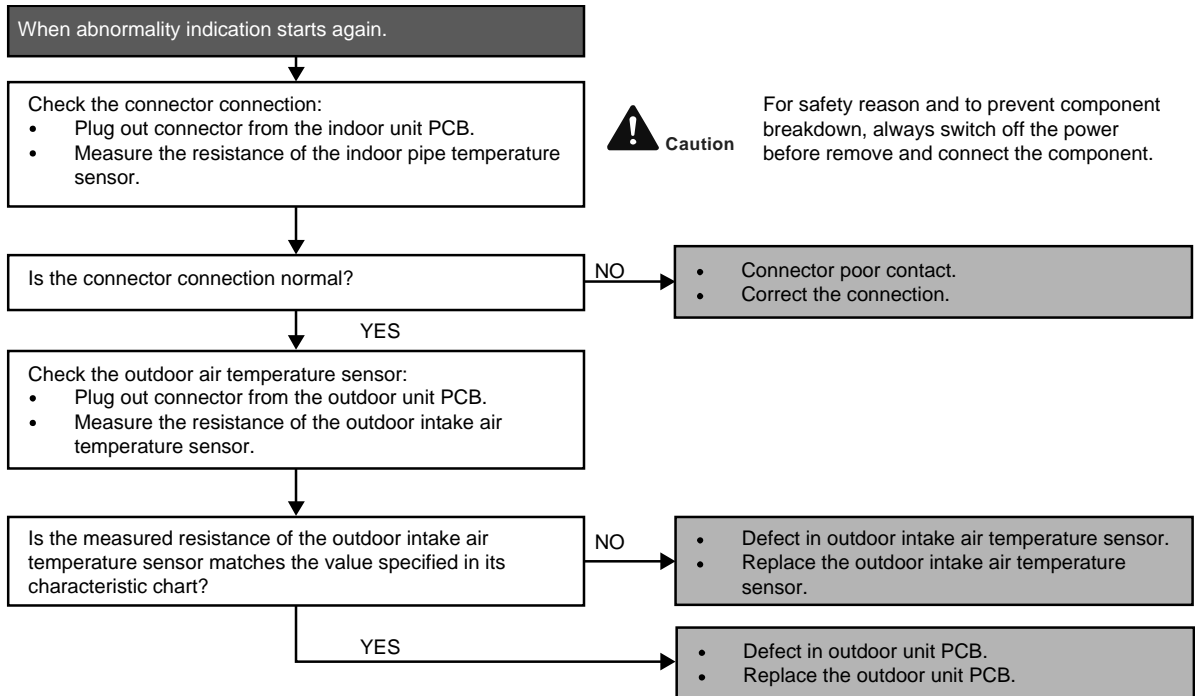 When abnormality indication starts again.
Check the connector connection:
• Plug out connector from the indoor unit PCB.
• Measure the resistance of the indoor pipe temperature
sensor.
Caution
For safety reason and to prevent component
breakdown, always switch off the power
before remove and connect the component.
Is the connector connection normal?
NO
• Connector poor contact.
• Correct the connection.
YES
Check the outdoor air temperature sensor:
• Plug out connector from the outdoor unit PCB.
• Measure the resistance of the outdoor intake air
temperature sensor.
Is the measured resistance of the outdoor intake air
temperature sensor matches the value specified in its
characteristic chart?
NO
• Defect in outdoor intake air temperature sensor.
• Replace the outdoor intake air temperature
sensor.
YES
• Defect in outdoor unit PCB.
• Replace the outdoor unit PCB.